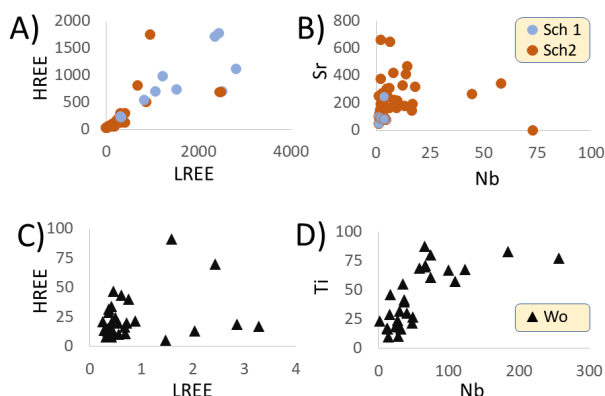 A)
HREE
2000
1500
1000
500
0
0 2000 4000
LREE
B)
Sr
800
600
400
200
0
0 25 50 75 100
Nb
Sch 1
Sch2
C)
HREE
100
75
50
25
0
0 1 2 3 4
LREE
D)
Ti
100
75
50
25
0
0 100 200 300
Nb
Wo